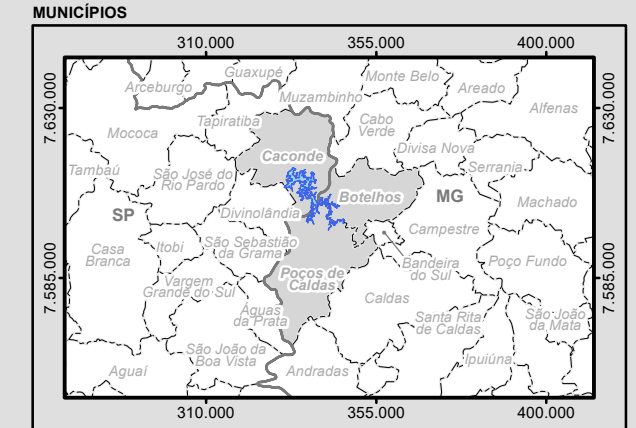 MUNICÍPIOS
310.000 355.000 400.000
7.630.000
7.630.000
Guaxupé
Arceburgo
Monte Belo
Areado
Muzambinho
Alfenas
Tapiratiba
Cabo
Verde
Mococa
Divisa Nova
Caconde
Serrania
Tambaú
São José do
Rio Pardo
Botelhos
MG
Machado
SP
Divinolândia
Campestre
Casa
Branca
Itobi
São Sebastião
da Grama
Bandeira
do Sul
Poço Fundo
Poços de
Caldas
Vargem
Grande do Sul
7.585.000
7.585.000
Caldas
Águas
da Prata
Santa Rita
de Caldas
São João
da Mata
São João da
Boa Vista
Ipuiúna
Aguaí
Andradas
310.000 355.000 400.000